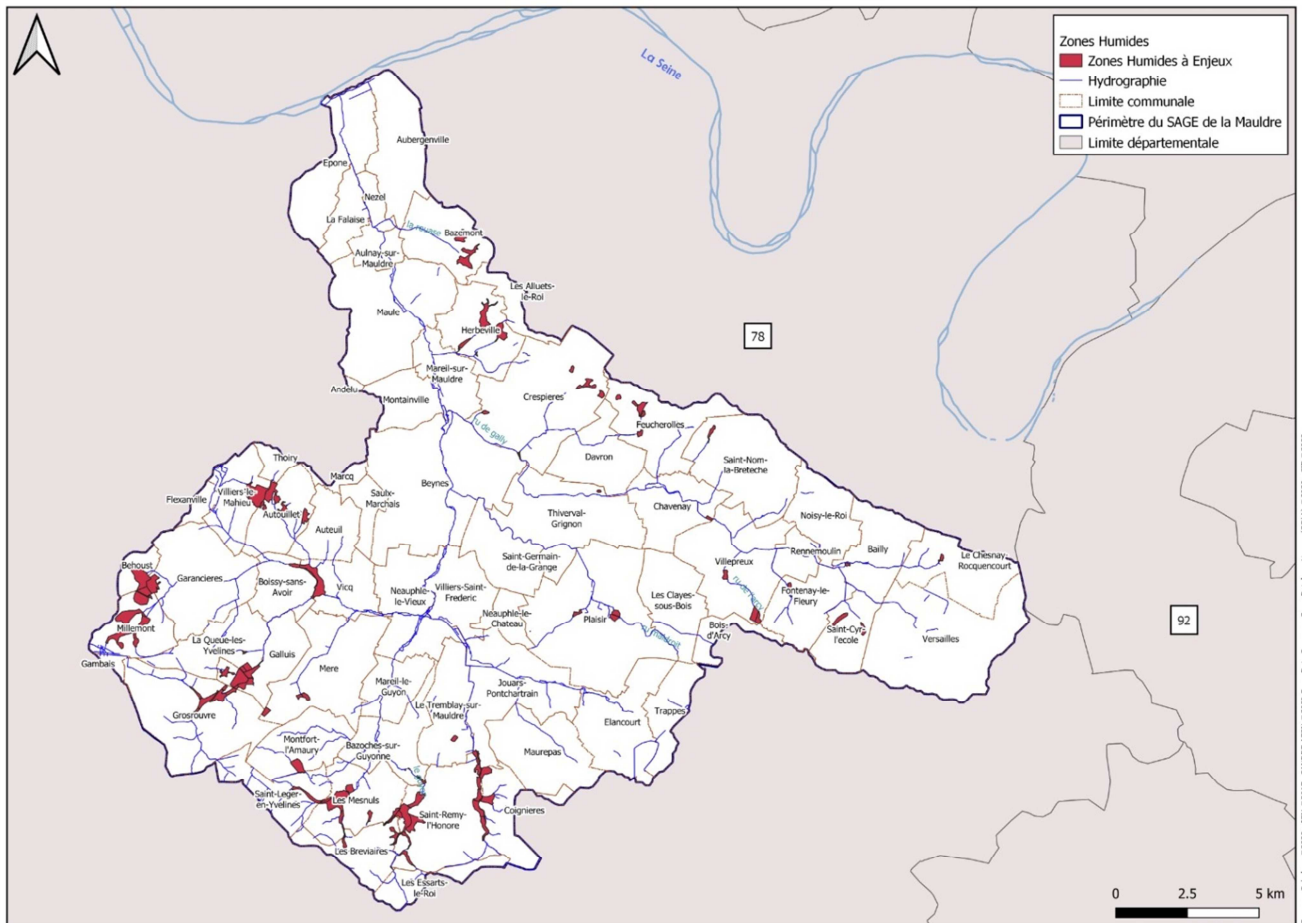 La Seine
Zones Humides
Zones Humides à Enjeux
Hydrographie
Limite communale
Périmètre du SAGE de la Mauldre
Limite départementale
Aubergenville
Epone
Nezel
La Falaise
la rouase
Bazemont
Aulnay-sur-
Mauldre
Les Alluets-
le-Roi
Maule
Herbeville
78
Mareil-sur-
Mauldre
Andelu
Montainville
Crespieres
ru de gally
Feucherolles
Davron
Saint-Nom-
la-Breteche
Thoiry
Marcq
Flexanville
Villiers-le-
Mahieu
Autouillet
Auteuil
Saulx-
Marchais
Beynes
Thiverval-
Grignon
Chavenay
Noisy-le-Roi
Rennemoulin
Bailly
Le Chesnay
Rocquencourt
Saint-Germain-
de-la-Grange
Villepreux
Behoust
Garancieres
Boissy-sans-
Avoir
Vicq
Neauphle-
le-Vieux
Villiers-Saint-
Frederic
Les Clayes-
sous-Bois
Fontenay-le-
Fleury
Neauphle-le-
Chateau
Plaisir
Bois-
d'Arcy
Saint-Cyr-
l'ecole
Versailles
92
Millemont
La Queue-les-
Yvelines
Galluis
Gambais
Mere
Mareil-le-
Guyon
Jouars-
Pontchartrain
Le Tremblay-sur-
Mauldre
Elancourt
Trappes
Grosrouvre
Montfort-
l'Amaury
Bazoches-sur-
Guyonne
Maurepas
Saint-Leger-
en-Yvelines
Les Mesnuls
Saint-Remy-
l'Honore
Coignieres
Les Breviaires
Les Essarts-
le-Roi
0 2.5 5 km